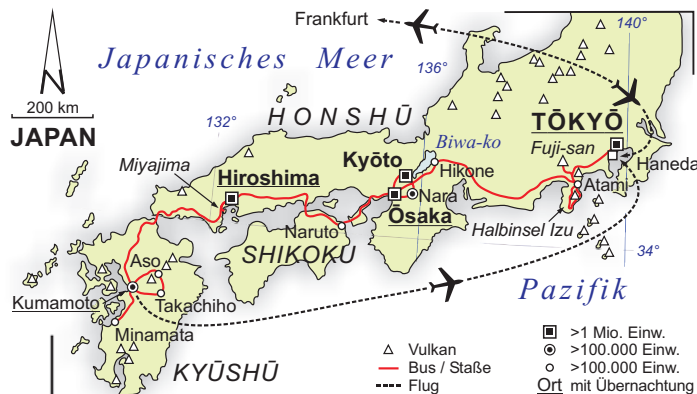 Frankfurt
140°
Japanisches Meer
136°
200 km
JAPAN
132°
HONSHŪ
TŌKYŌ
Biwa-ko
Fuji-san
Miyajima
Kyōto
Haneda
Hikone
Hiroshima
Atami
Nara
Ōsaka
Naruto
Halbinsel Izu
SHIKOKU
34°
Aso
Kumamoto
Takachiho
Pazifik
Minamata
KYŪSHŪ
Vulkan
Bus / Staße
Flug
>1 Mio. Einw.
>100.000 Einw.
>100.000 Einw.
Ort mit Übernachtung